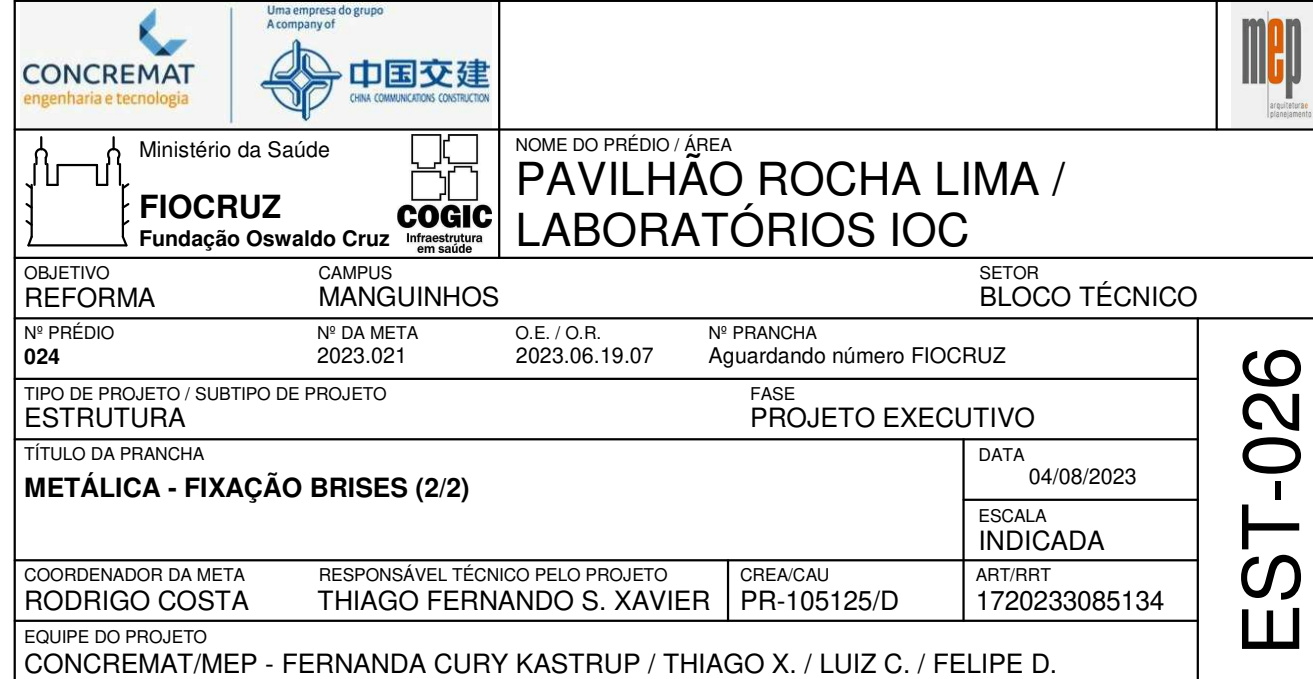 Uma empresa do grupo
A company of
CONCREMAT
engenharia e tecnologia
中国交建
CHINA COMMUNICATIONS CONSTRUCTION
mep
arquitetura e
planejamento
Ministério da Saúde
FIOCRUZ
Fundação Oswaldo Cruz
COGIC
Infraestrutura
em saúde
NOME DO PRÉDIO / ÁREA
PAVILHÃO ROCHA LIMA /
LABORATÓRIOS IOC
OBJETIVO CAMPUS SETOR
REFORMA MANGUINHOS BLOCO TÉCNICO
Nº PRÉDIO Nº DA META O.E. / O.R. Nº PRANCHA
024 2023.021 2023.06.19.07 Aguardando número FIOCRUZ
TIPO DE PROJETO / SUBTIPO DE PROJETO FASE
ESTRUTURA PROJETO EXECUTIVO
TÍTULO DA PRANCHA DATA
METÁLICA - FIXAÇÃO BRISES (2/2) 04/08/2023
ESCALA
INDICADA
COORDENADOR DA META RESPONSÁVEL TÉCNICO PELO PROJETO CREA/CAU ART/RRT
RODRIGO COSTA THIAGO FERNANDO S. XAVIER PR-105125/D 1720233085134
EQUIPE DO PROJETO
CONCREMAT/MEP - FERNANDA CURY KASTRUP / THIAGO X. / LUIZ C. / FELIPE D.
EST-026